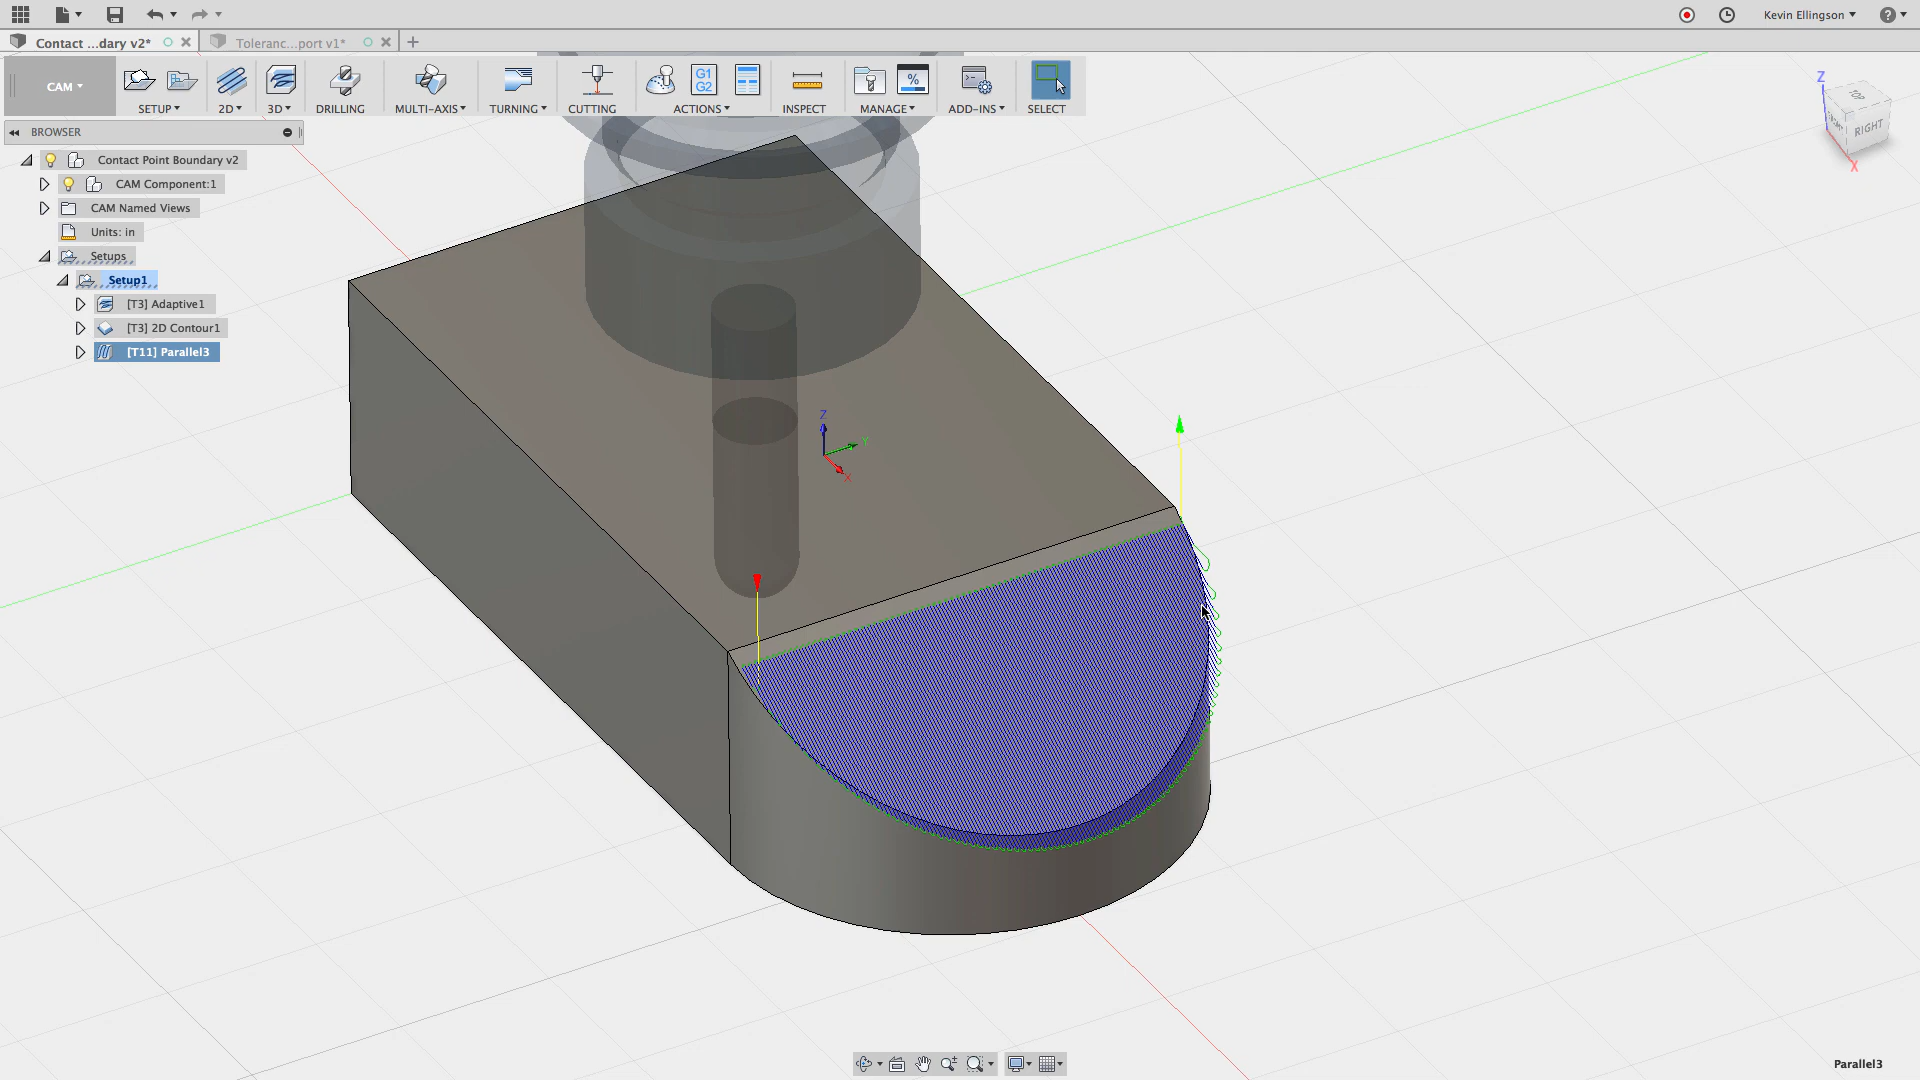 Kevin Ellingson
Contact ...dary v2*
Toleranc...port v1*
CAM
SETUP
2D
3D
DRILLING
MULTI-AXIS
TURNING
CUTTING
G1
G2
ACTIONS
INSPECT
%
MANAGE
ADD-INS
SELECT
BROWSER
Contact Point Boundary v2
CAM Component:1
CAM Named Views
Units: in
Setups
Setup1
[T3] Adaptive1
[T3] 2D Contour1
[T11] Parallel3
Z
TOP
RIGHT
X
Z
Y
X
Parallel3